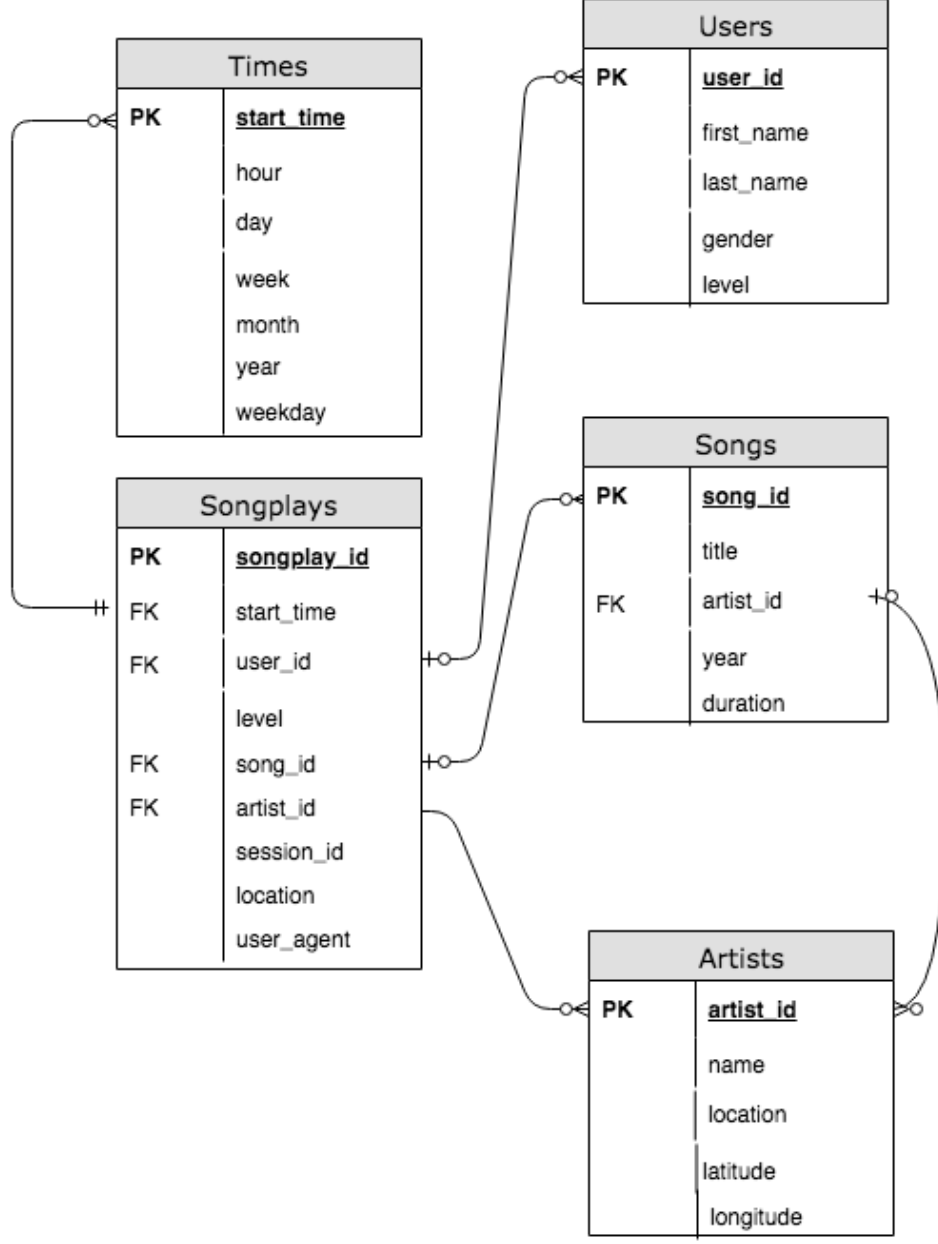 Times
PK start_time
hour
day
week
month
year
weekday
Users
PK user_id
first_name
last_name
gender
level
Songplays
PK songplay_id
FK start_time
FK user_id
level
FK song_id
FK artist_id
session_id
location
user_agent
Songs
PK song_id
title
FK artist_id
year
duration
Artists
PK artist_id
name
location
latitude
longitude